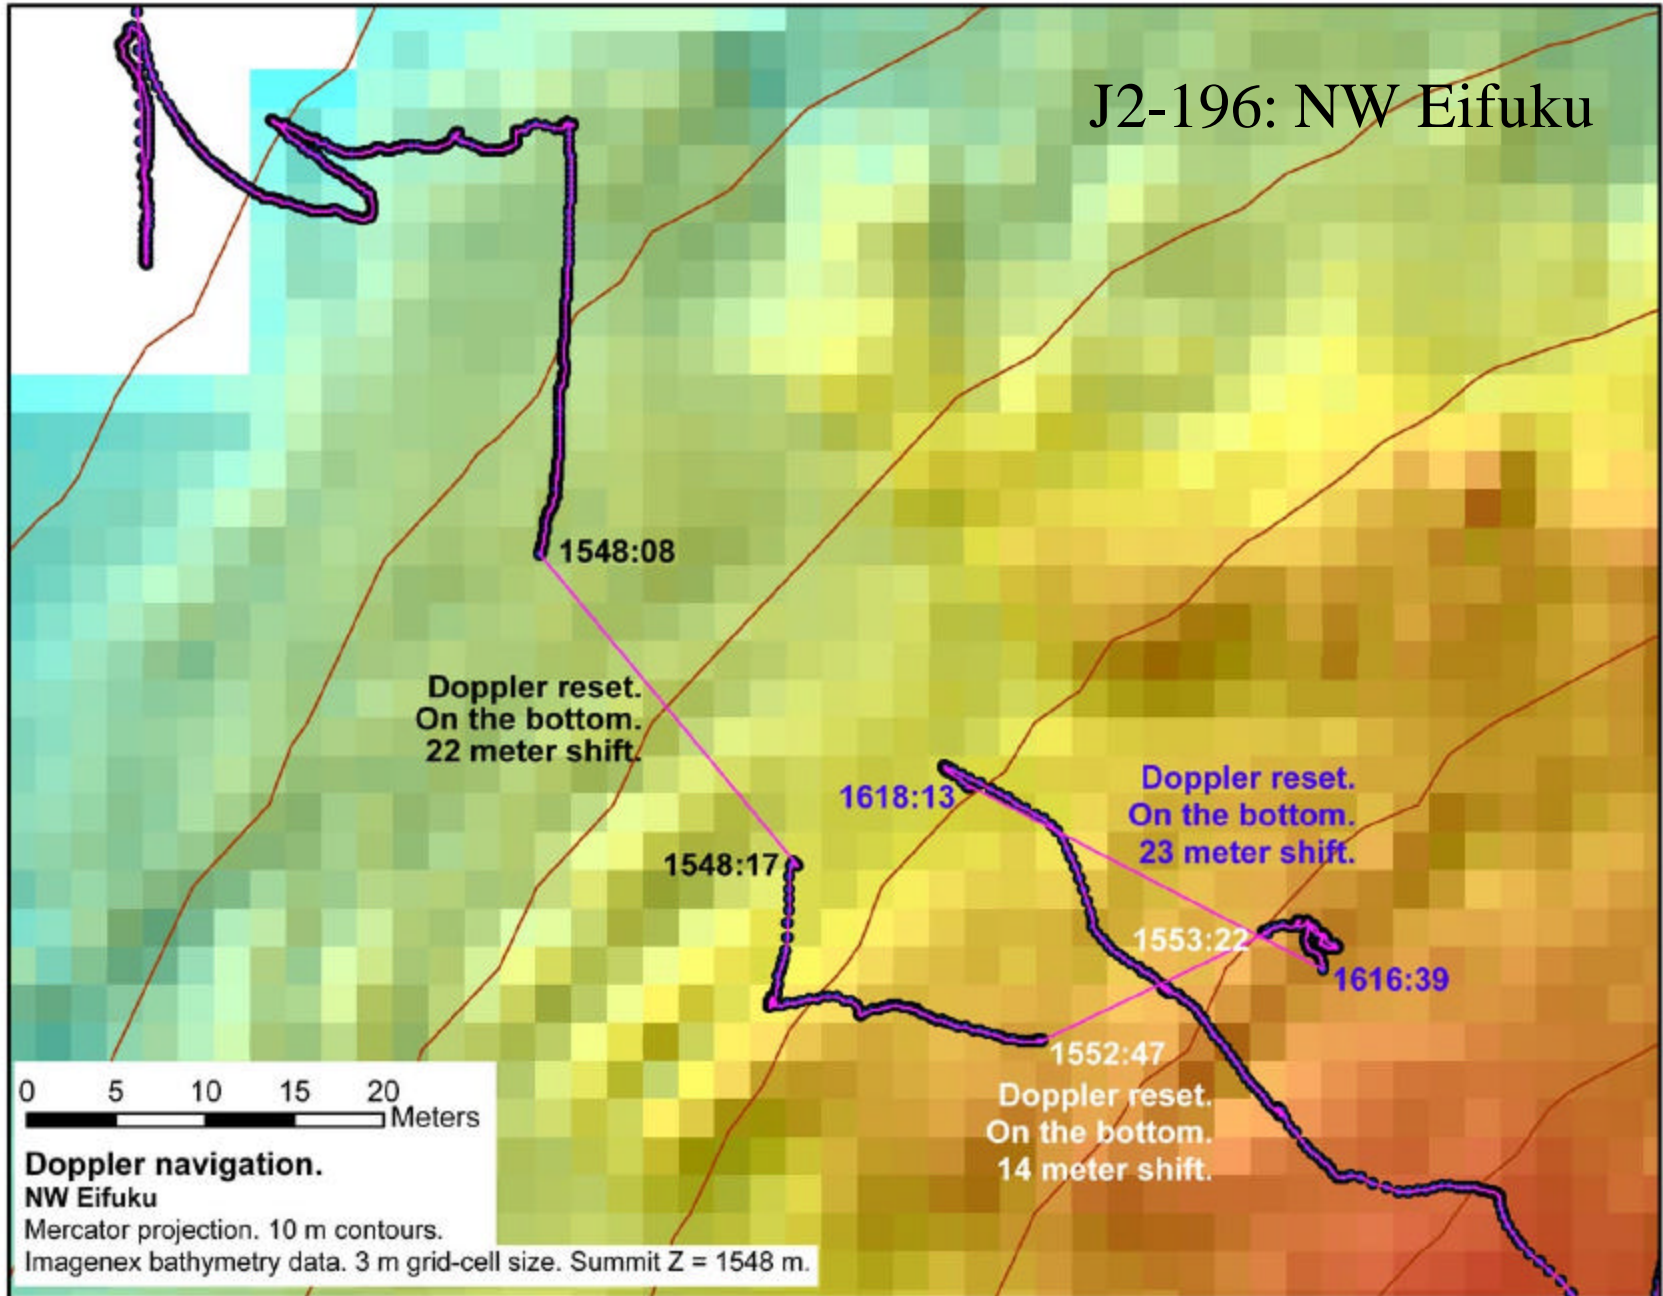 J2-196: NW Eifuku
1548:08
Doppler reset.
On the bottom.
22 meter shift.
1618:13
Doppler reset.
On the bottom.
23 meter shift.
1548:17
1553:22
1616:39
1552:47
Doppler reset.
On the bottom.
14 meter shift.
0 5 10 15 20
Meters
Doppler navigation.
NW Eifuku
Mercator projection. 10 m contours.
Imagenex bathymetry data. 3 m grid-cell size. Summit Z = 1548 m.